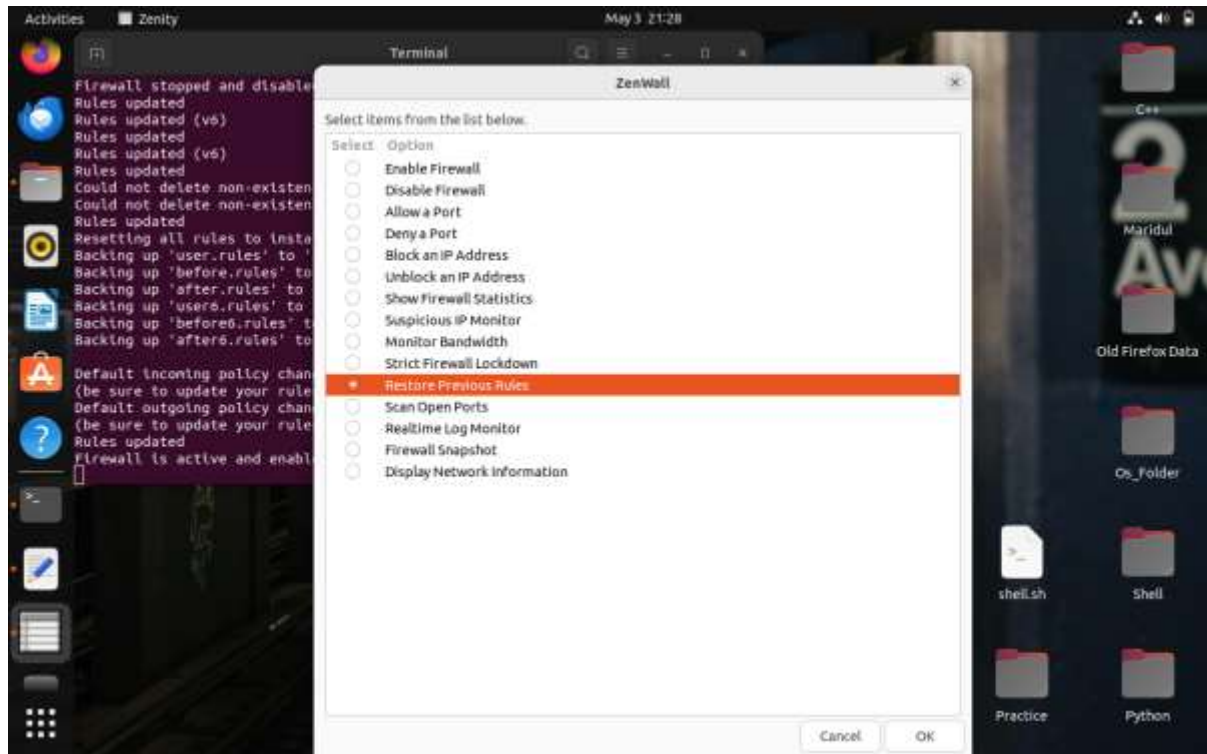 Activities Zenity May 3 21:28
Terminal
Firewall stopped and disable
Rules updated
Rules updated (v6)
Rules updated
Rules updated (v6)
Rules updated
Could not delete non-existen
Could not delete non-existen
Rules updated
Resetting all rules to insta
Backing up 'user.rules' to '
Backing up 'before.rules' to
Backing up 'after.rules' to
Backing up 'user6.rules' to
Backing up 'before6.rules' t
Backing up 'after6.rules' to
Default incoming policy chan
(be sure to update your rule
Default outgoing policy chan
(be sure to update your rule
Rules updated
Firewall is active and enabl
ZenWall
Select items from the list below.
Select Option
Enable Firewall
Disable Firewall
Allow a Port
Deny a Port
Block an IP Address
Unblock an IP Address
Show Firewall Statistics
Suspicious IP Monitor
Monitor Bandwidth
Strict Firewall Lockdown
Restore Previous Rules
Scan Open Ports
Realtime Log Monitor
Firewall Snapshot
Display Network Information
Cancel OK
C++
2
Maridul
Av
Old Firefox Data
Os_Folder
shell.sh
Shell
Practice
Python